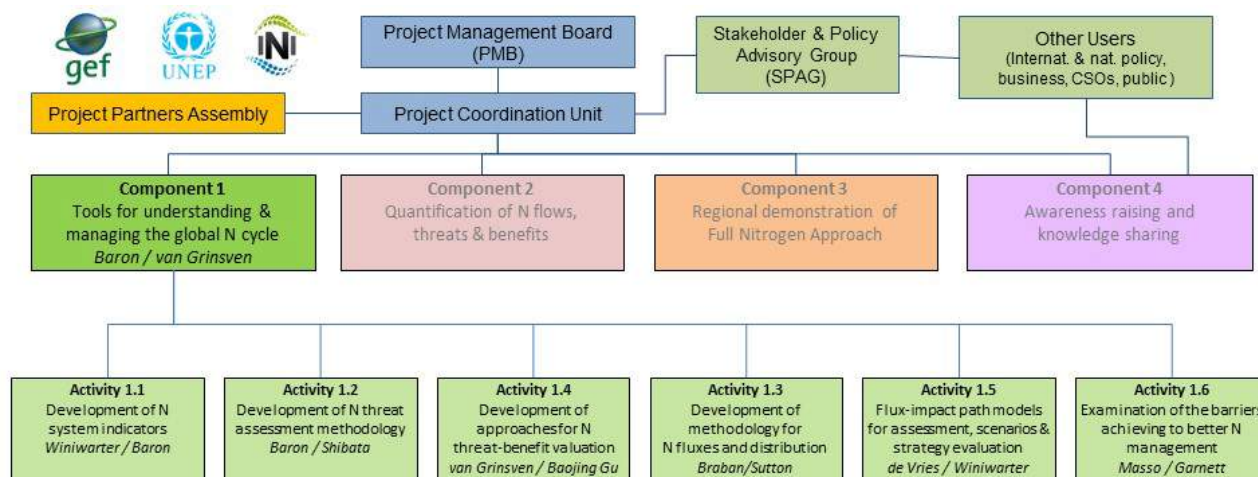 gef
UNEP
INI
Project Management Board
(PMB)
Stakeholder & Policy
Advisory Group
(SPAG)
Other Users
(Internat. & nat. policy,
business, CSOs, public )
Project Partners Assembly
Project Coordination Unit
Component 1
Tools for understanding &
managing the global N cycle
Baron / van Grinsven
Component 2
Quantification of N flows,
threats & benefits
Component 3
Regional demonstration of
Full Nitrogen Approach
Component 4
Awareness raising and
knowledge sharing
Activity 1.1
Development of N
system indicators
Winiwarter / Baron
Activity 1.2
Development of N threat
assessment methodology
Baron / Shibata
Activity 1.4
Development of
approaches for N
threat-benefit valuation
van Grinsven / Baojing Gu
Activity 1.3
Development of
methodology for
N fluxes and distribution
Braban/Sutton
Activity 1.5
Flux-impact path models
for assessment, scenarios &
strategy evaluation
de Vries / Winiwarter
Activity 1.6
Examination of the barriers
achieving to better N
management
Masso / Garnett